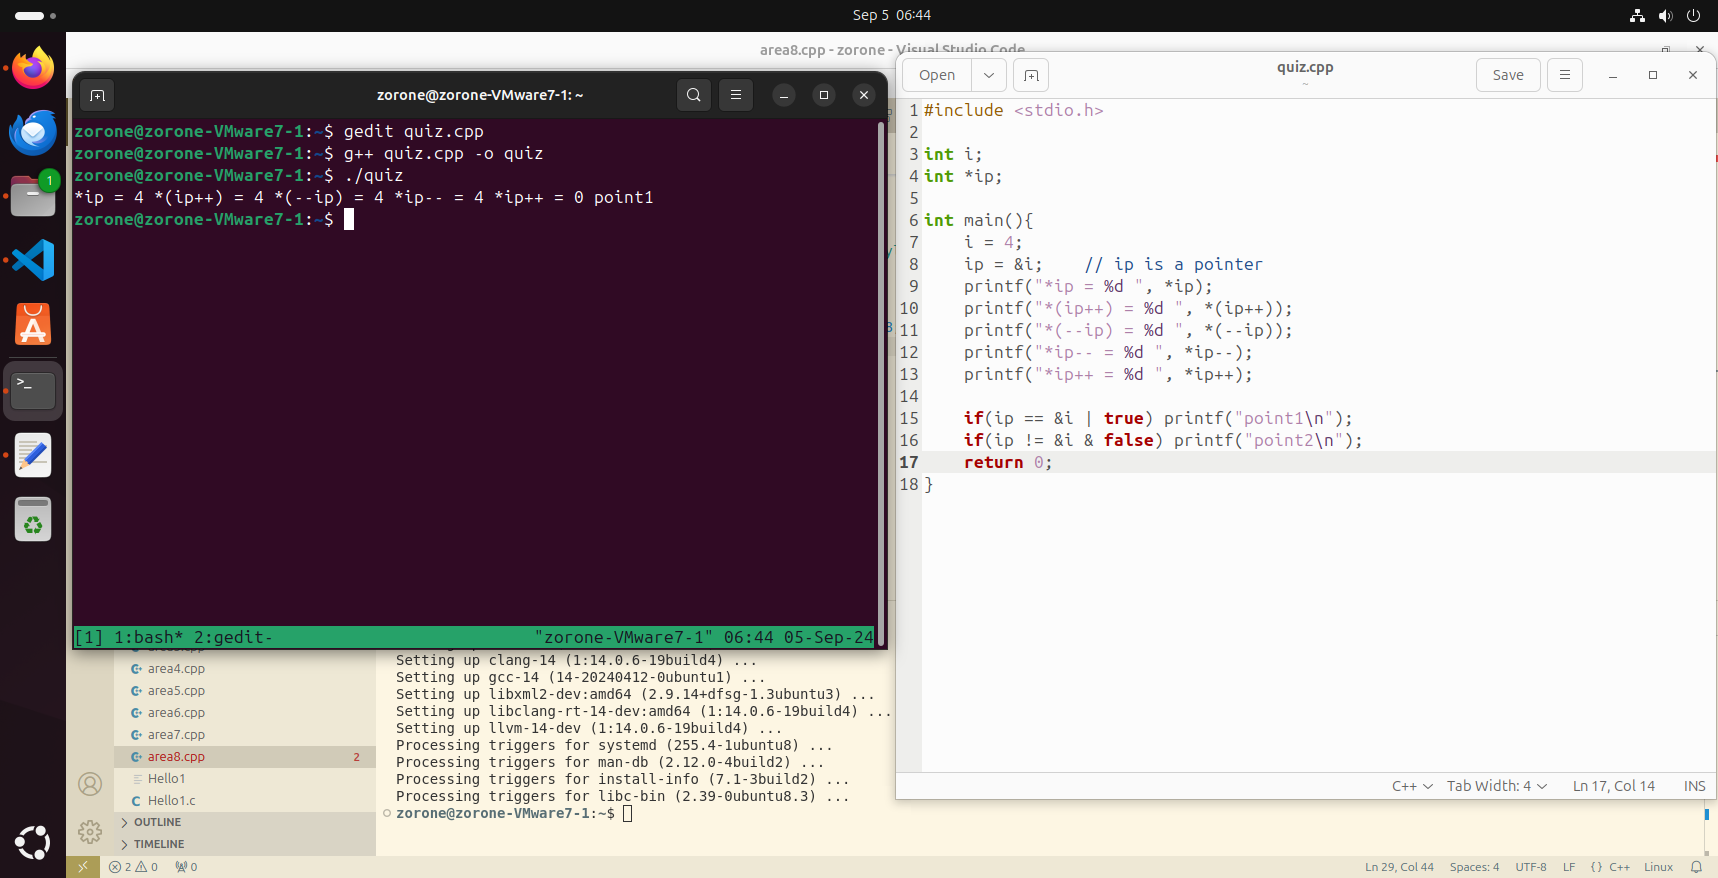 Sep 5 06:44
area8.cpp - zorone - Visual Studio Code
1
zorone@zorone-VMware7-1: ~
zorone@zorone-VMware7-1:~$ gedit quiz.cpp
zorone@zorone-VMware7-1:~$ g++ quiz.cpp -o quiz
zorone@zorone-VMware7-1:~$ ./quiz
*ip = 4 *(ip++) = 4 *(--ip) = 4 *ip-- = 4 *ip++ = 0 point1
zorone@zorone-VMware7-1:~$
[1] 1:bash* 2:gedit- "zorone-VMware7-1" 06:44 05-Sep-24
Open
quiz.cpp
~
Save
1 #include <stdio.h>
2
3 int i;
4 int *ip;
5
6 int main(){
7 i = 4;
8 ip = &i; // ip is a pointer
9 printf("*ip = %d ", *ip);
10 printf("*(ip++) = %d ", *(ip++));
11 printf("*(--ip) = %d ", *(--ip));
12 printf("*ip-- = %d ", *ip--);
13 printf("*ip++ = %d ", *ip++);
14
15 if(ip == &i | true) printf("point1\n");
16 if(ip != &i & false) printf("point2\n");
17 return 0;
18 }
C++ Tab Width: 4 Ln 17, Col 14 INS
area4.cpp
area5.cpp
area6.cpp
area7.cpp
area8.cpp 2
Hello1
Hello1.c
OUTLINE
TIMELINE
Setting up clang-14 (1:14.0.6-19build4) ...
Setting up gcc-14 (14-20240412-0ubuntu1) ...
Setting up libxml2-dev:amd64 (2.9.14+dfsg-1.3ubuntu3) ...
Setting up libclang-rt-14-dev:amd64 (1:14.0.6-19build4) ...
Setting up llvm-14-dev (1:14.0.6-19build4) ...
Processing triggers for systemd (255.4-1ubuntu8) ...
Processing triggers for man-db (2.12.0-4build2) ...
Processing triggers for install-info (7.1-3build2) ...
Processing triggers for libc-bin (2.39-0ubuntu8.3) ...
zorone@zorone-VMware7-1:~$
2 0 0
Ln 29, Col 44 Spaces: 4 UTF-8 LF {} C++ Linux